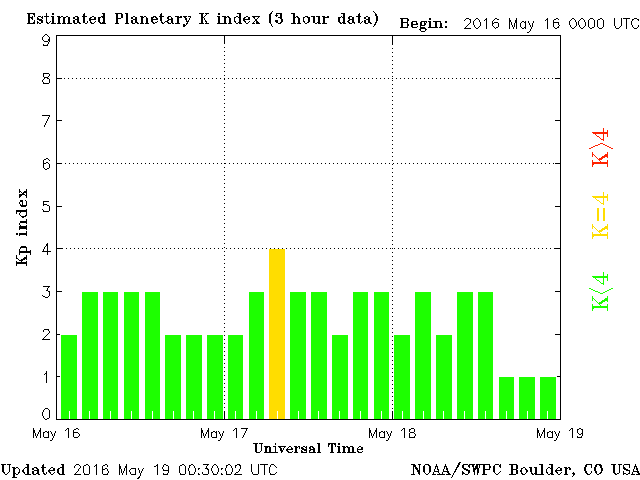 Estimated Planetary K index (3 hour data) Begin: 2016 May 16 0000 UTC
9
8
7
6
5
4
3
2
1
0
Kp index
K>4
K=4
K<4
May 16 May 17 May 18 May 19
Universal Time
Updated 2016 May 19 00:30:02 UTC NOAA/SWPC Boulder, CO USA